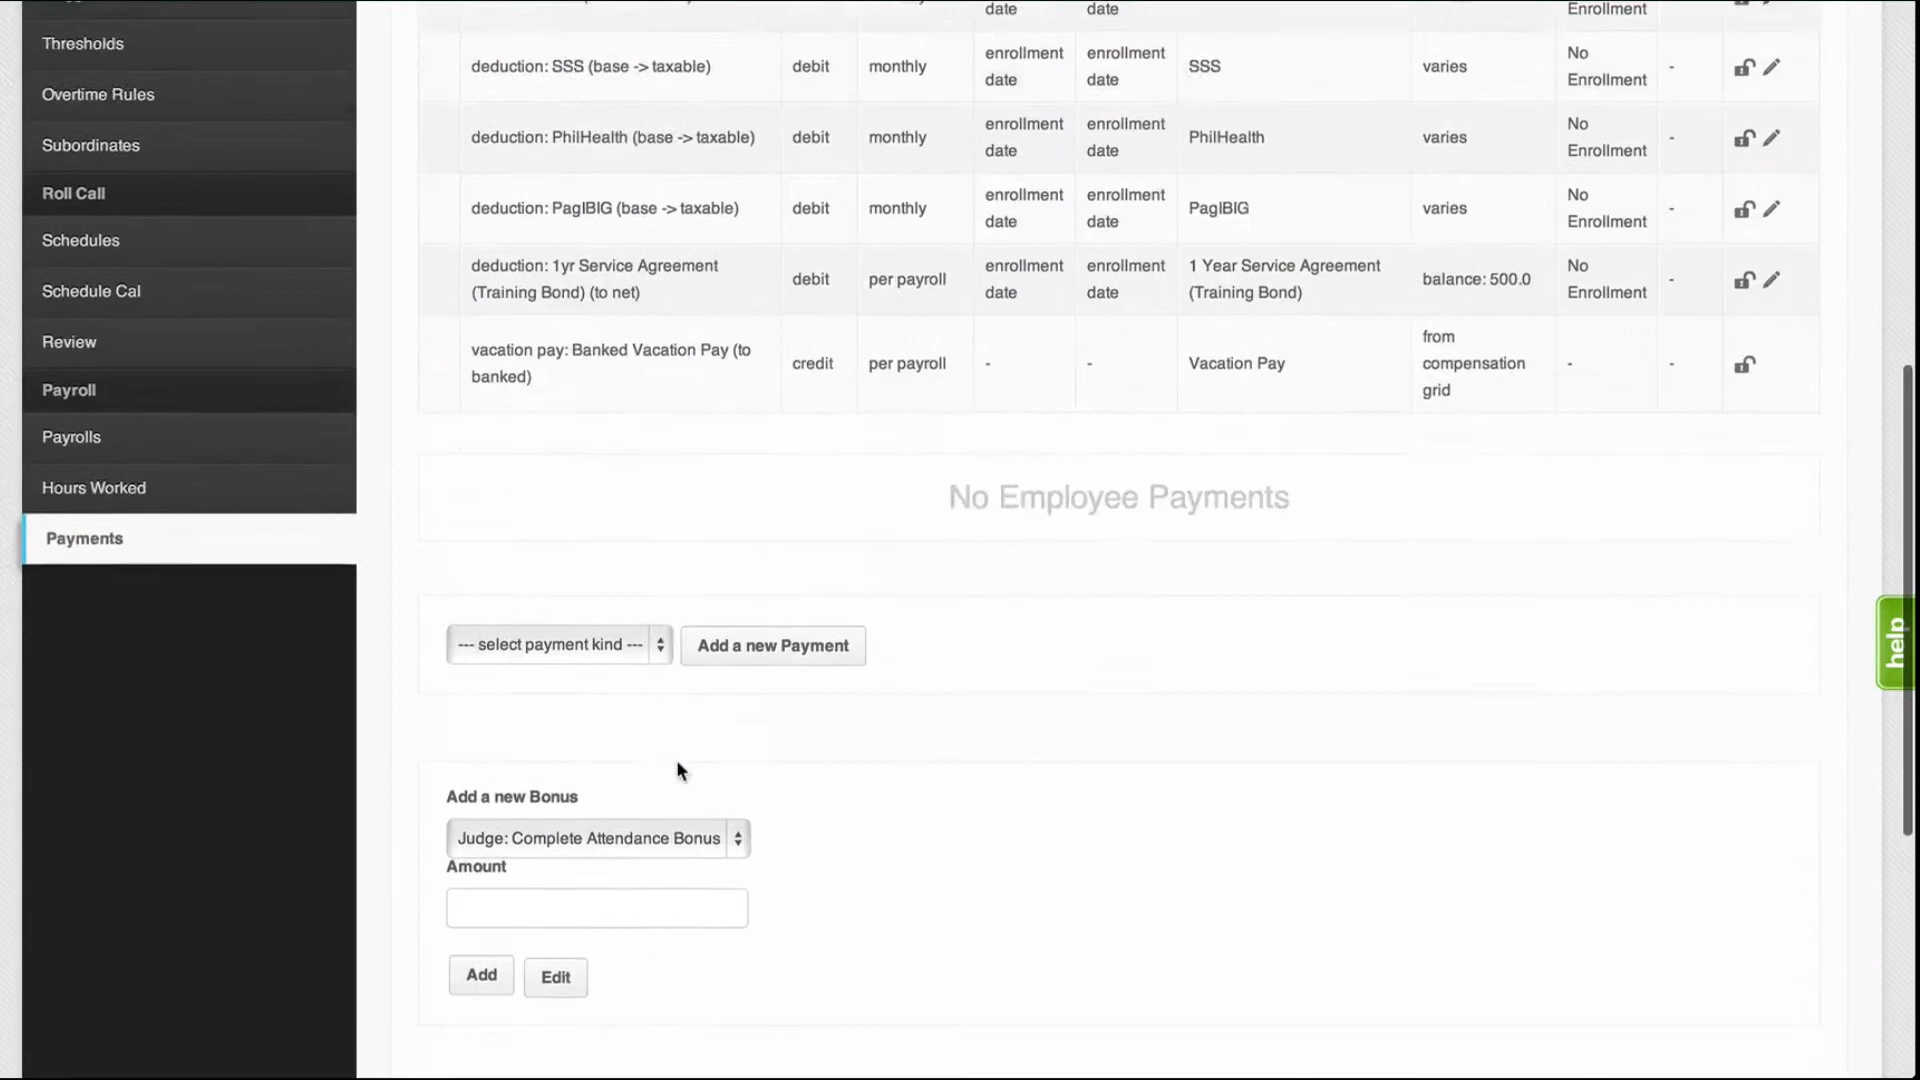 Thresholds
Overtime Rules
Subordinates
Roll Call
Schedules
Schedule Cal
Review
Payroll
Payrolls
Hours Worked
Payments
date
date
Enrollment
deduction: SSS (base -> taxable)
debit
monthly
enrollment
date
enrollment
date
SSS
varies
No
Enrollment
-
deduction: PhilHealth (base -> taxable)
debit
monthly
enrollment
date
enrollment
date
PhilHealth
varies
No
Enrollment
-
deduction: PagIBIG (base -> taxable)
debit
monthly
enrollment
date
enrollment
date
PagIBIG
varies
No
Enrollment
-
deduction: 1yr Service Agreement
(Training Bond) (to net)
debit
per payroll
enrollment
date
enrollment
date
1 Year Service Agreement
(Training Bond)
balance: 500.0
No
Enrollment
-
vacation pay: Banked Vacation Pay (to
banked)
credit
per payroll
-
-
Vacation Pay
from
compensation
grid
-
-
No Employee Payments
--- select payment kind ---
Add a new Payment
Add a new Bonus
Judge: Complete Attendance Bonus
Amount
Add
Edit
help